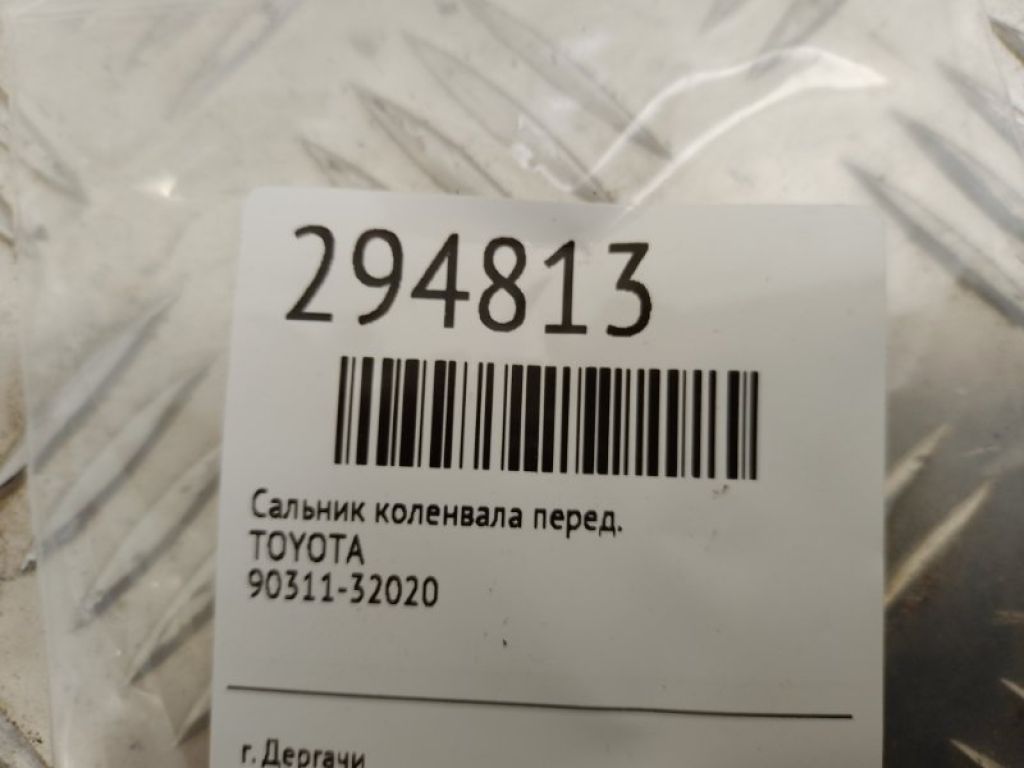 294813
Сальник коленвала перед.
TOYOTA
90311-32020
г. Дергачи